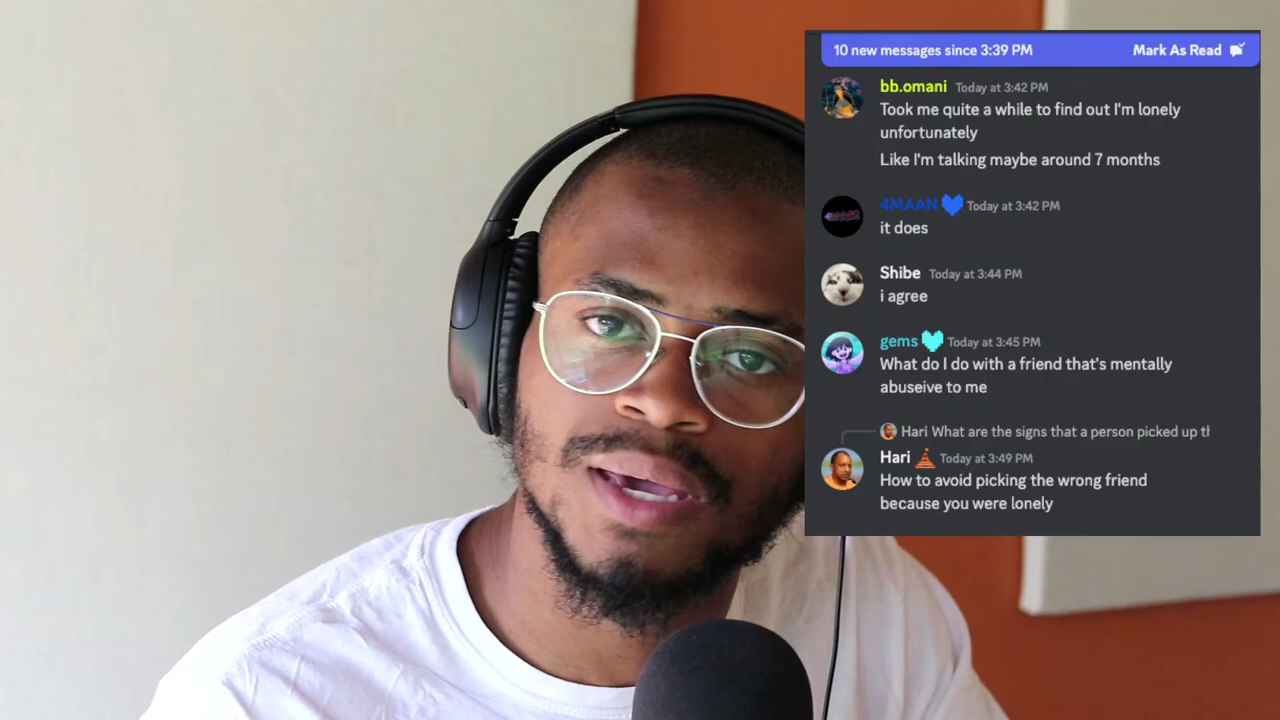 10 new messages since 3:39 PM Mark As Read
bb.omani Today at 3:42 PM
Took me quite a while to find out I'm lonely
unfortunately
Like I'm talking maybe around 7 months
4MAAN Today at 3:42 PM
it does
Shibe Today at 3:44 PM
i agree
gems Today at 3:45 PM
What do I do with a friend that's mentally
abuseive to me
Hari What are the signs that a person picked up
Hari Today at 3:49 PM
How to avoid picking the wrong friend
because you were lonely